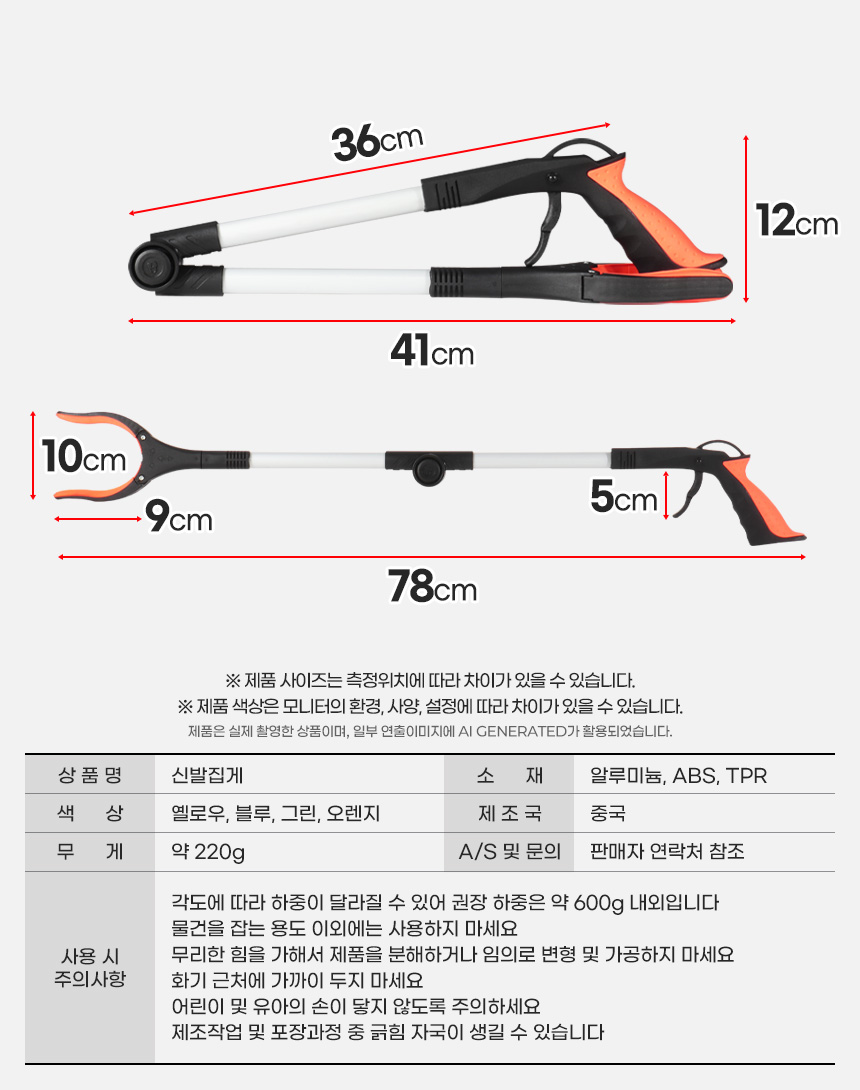 36cm
12cm
41cm
10cm
9cm
5cm
78cm
※ 제품 사이즈는 측정위치에 따라 차이가 있을 수 있습니다.
※ 제품 색상은 모니터의 환경, 사양, 설정에 따라 차이가 있을 수 있습니다.
제품은 실제 촬영한 상품이며, 일부 연출이미지에 AI GENERATED가 활용되었습니다.
상 품 명 신발집게 소 재 알루미늄, ABS, TPR
색 상 옐로우, 블루, 그린, 오렌지 제 조 국 중국
무 게 약 220g A/S 및 문의 판매자 연락처 참조
사용 시
주의사항
각도에 따라 하중이 달라질 수 있어 권장 하중은 약 600g 내외입니다
물건을 잡는 용도 이외에는 사용하지 마세요
무리한 힘을 가해서 제품을 분해하거나 임의로 변형 및 가공하지 마세요
화기 근처에 가까이 두지 마세요
어린이 및 유아의 손이 닿지 않도록 주의하세요
제조작업 및 포장과정 중 긁힘 자국이 생길 수 있습니다